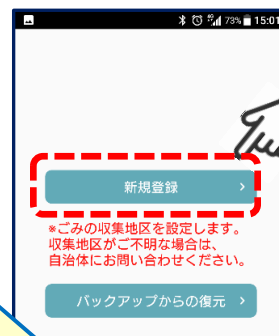 73% 15:01
新規登録
*ごみの収集地区を設定します。
収集地区がご不明な場合は、
自治体にお問い合わせください。
バックアップからの復元